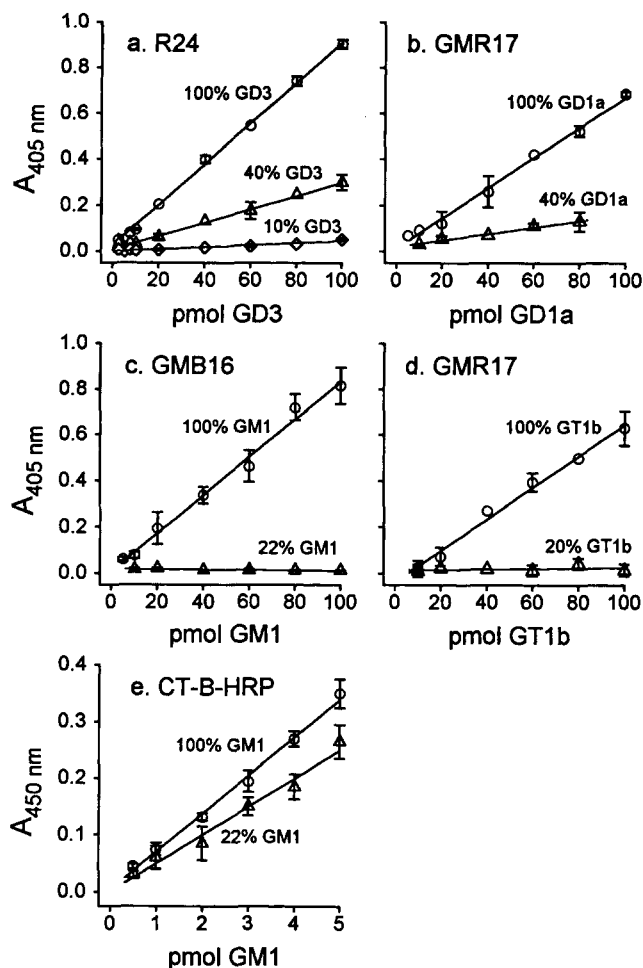 a. R24
b. GMR17
1.0
0.8
0.6
0.4
0.2
0.0
A405 nm
100% GD3
40% GD3
10% GD3
100% GD1a
40% GD1a
0 20 40 60 80 100
0 20 40 60 80 100
pmol GD3
pmol GD1a
c. GMB16
d. GMR17
1.0
0.8
0.6
0.4
0.2
0.0
A405 nm
100% GM1
22% GM1
100% GT1b
20% GT1b
0 20 40 60 80 100
0 20 40 60 80 100
pmol GM1
pmol GT1b
e. CT-B-HRP
0.4
0.3
0.2
0.1
0.0
A450 nm
100% GM1
22% GM1
0 1 2 3 4 5
pmol GM1